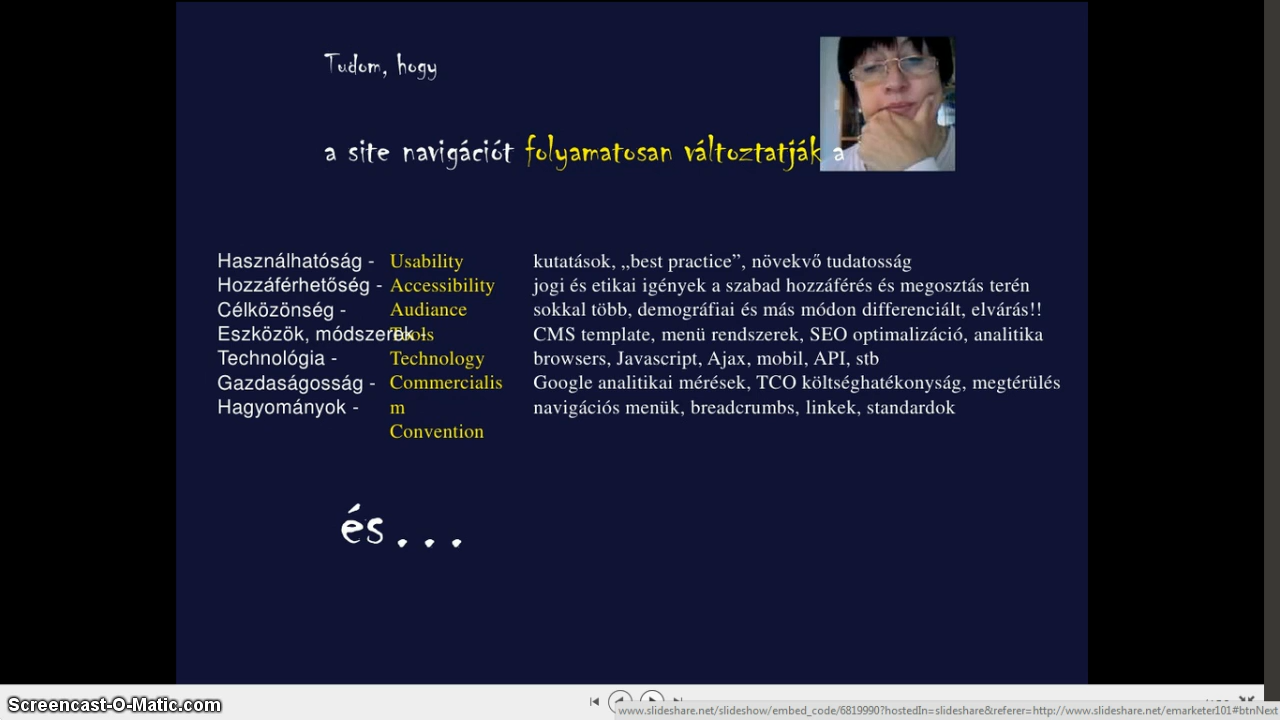 Tudom, hogy
a site navigációt folyamatosan változtatják a
Használhatóság - Usability kutatások, „best practice”, növekvő tudatosság
Hozzáférhetőség - Accessibility jogi és etikai igények a szabad hozzáférés és megosztás terén
Célközönség - Audiance sokkal több, demográfiai és más módon differenciált, elvárás!!
Eszközök, módszerek - Tools CMS template, menü rendszerek, SEO optimalizáció, analitika
Technológia - Technology browsers, Javascript, Ajax, mobil, API, stb
Gazdaságosság - Commercialis Google analitikai mérések, TCO költséghatékonyság, megtérülés
Hagyományok - m navigációs menük, breadcrumbs, linkek, standardok
Convention
és...
Screencast-O-Matic.com
www.slideshare.net/slideshow/embed_code/6819990?hostedIn=slideshare&referer=http://www.slideshare.net/emarketer101#btnNext